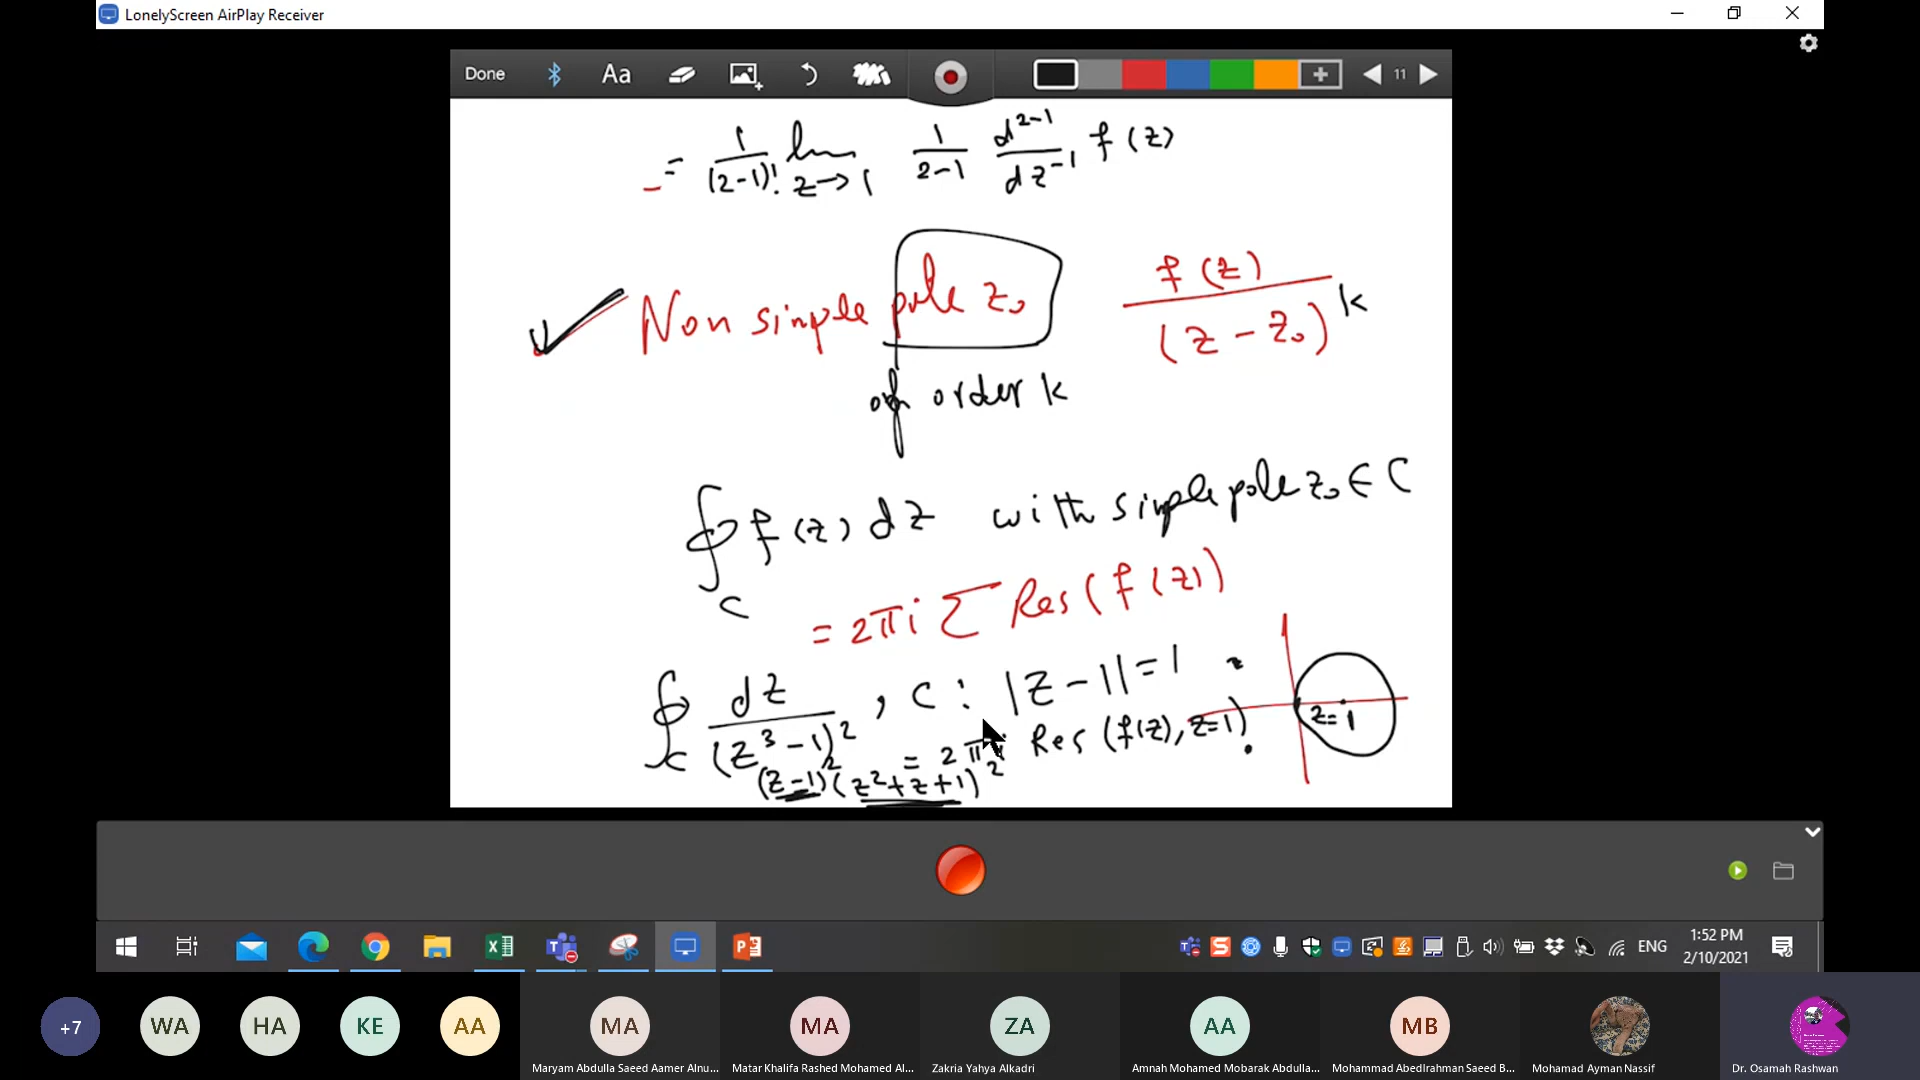 LonelyScreen AirPlay Receiver
Done Aa 11
= 1/(2-1)! lim z→1 1/2-1 d^2-1/dz^-1 f(z)
Non simple pole z₀ f(z)/(z-z₀)^k
of order k
∮_C f(z) dz with simple pole z₀ ∈ C
= 2πi Σ Res(f(z))
∮_C dz/(z³-1)², C: |z-1|=1
= 2πi Res(f(z), z=1). z=1
(z-1)²(z²+z+1)²
ENG 1:52 PM
2/10/2021
+7 WA HA KE AA MA MA ZA AA MB
Maryam Abdulla Saeed Aamer Alnu... Matar Khalifa Rashed Mohamed Al... Zakria Yahya Alkadri Amnah Mohamed Mobarak Abdulla... Mohammad AbedIrahman Saeed B... Mohamad Ayman Nassif Dr. Osamah Rashwan